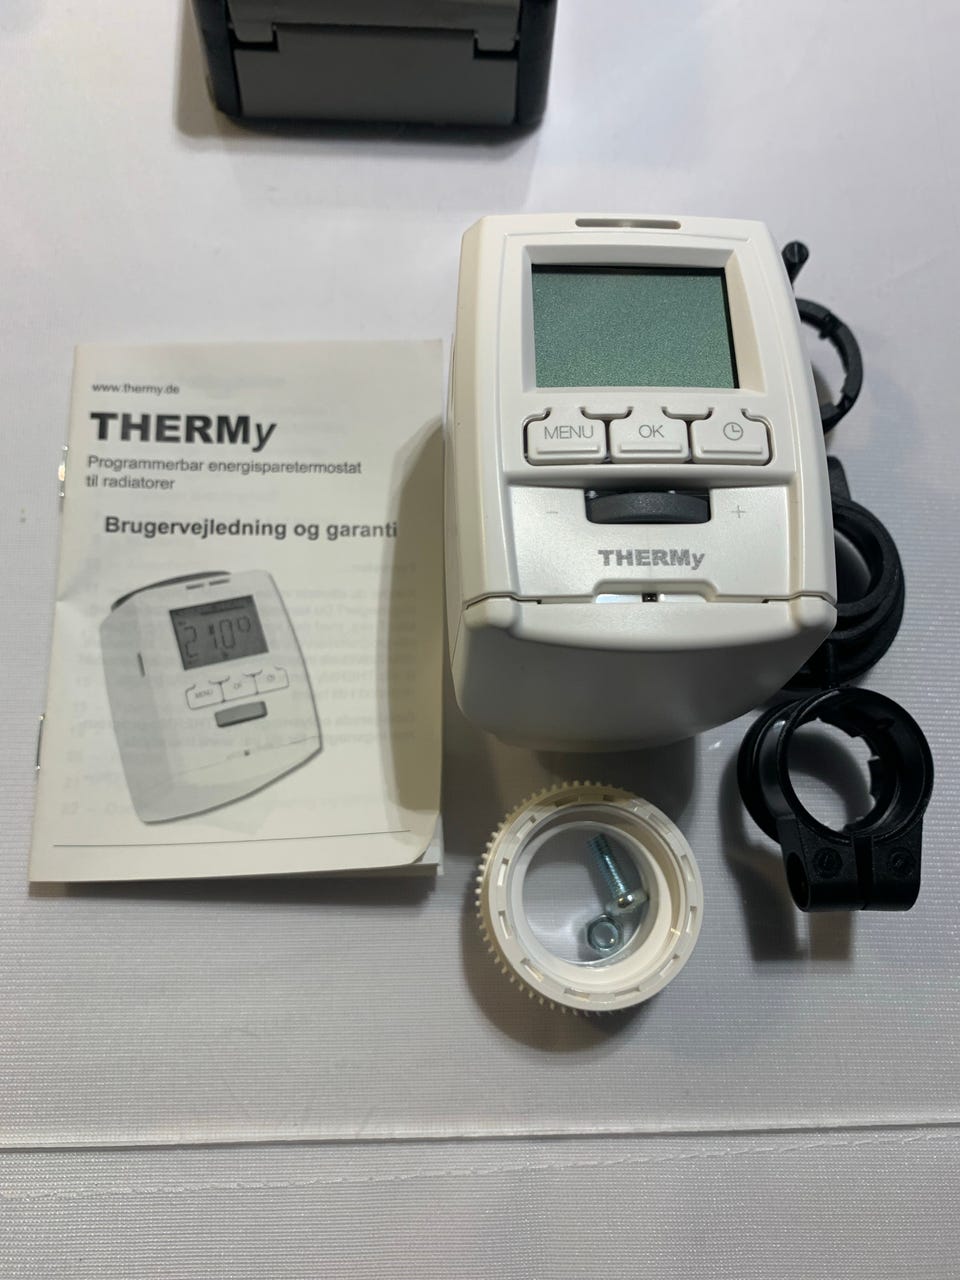 www.thermy.de
THERMy
Programmerbar energisparetermostat
til radiatorer
Brugervejledning og garanti
21.0°
MENU
OK
MENU
OK
−
+
THERMy